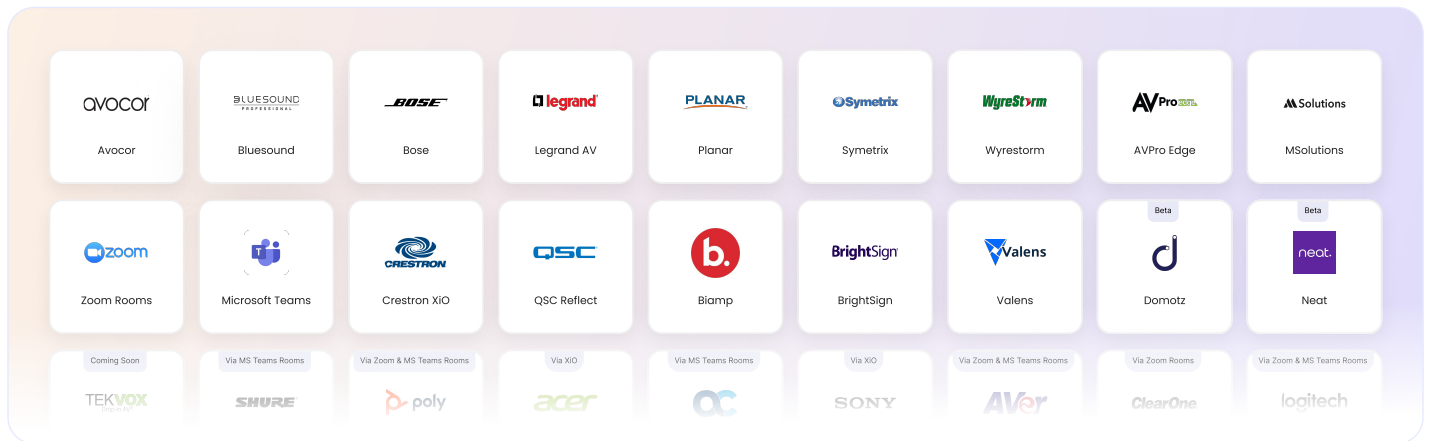 avocor
BLUESOUND
PROFESSIONAL
BOSE
legrand
PLANAR
Symetrix
WyreStorm
AVPro
MSolutions
Avocor
Bluesound
Bose
Legrand AV
Planar
Symetrix
Wyrestorm
AVPro Edge
MSolutions
Beta
Beta
zoom
T
CRESTRON
QSC
b.
BrightSign
Valens
d
neat.
Zoom Rooms
Microsoft Teams
Crestron XiO
QSC Reflect
Biamp
BrightSign
Valens
Domotz
Neat
Coming Soon
Via MS Teams Rooms
Via Zoom & MS Teams Rooms
Via XiO
Via MS Teams Rooms
Via XiO
Via Zoom & MS Teams Rooms
Via Zoom Rooms
Via Zoom & MS Teams Rooms
TEKVOX
Drop-in AV
SHURE
poly
acer
SONY
AVer
ClearOne
logitech